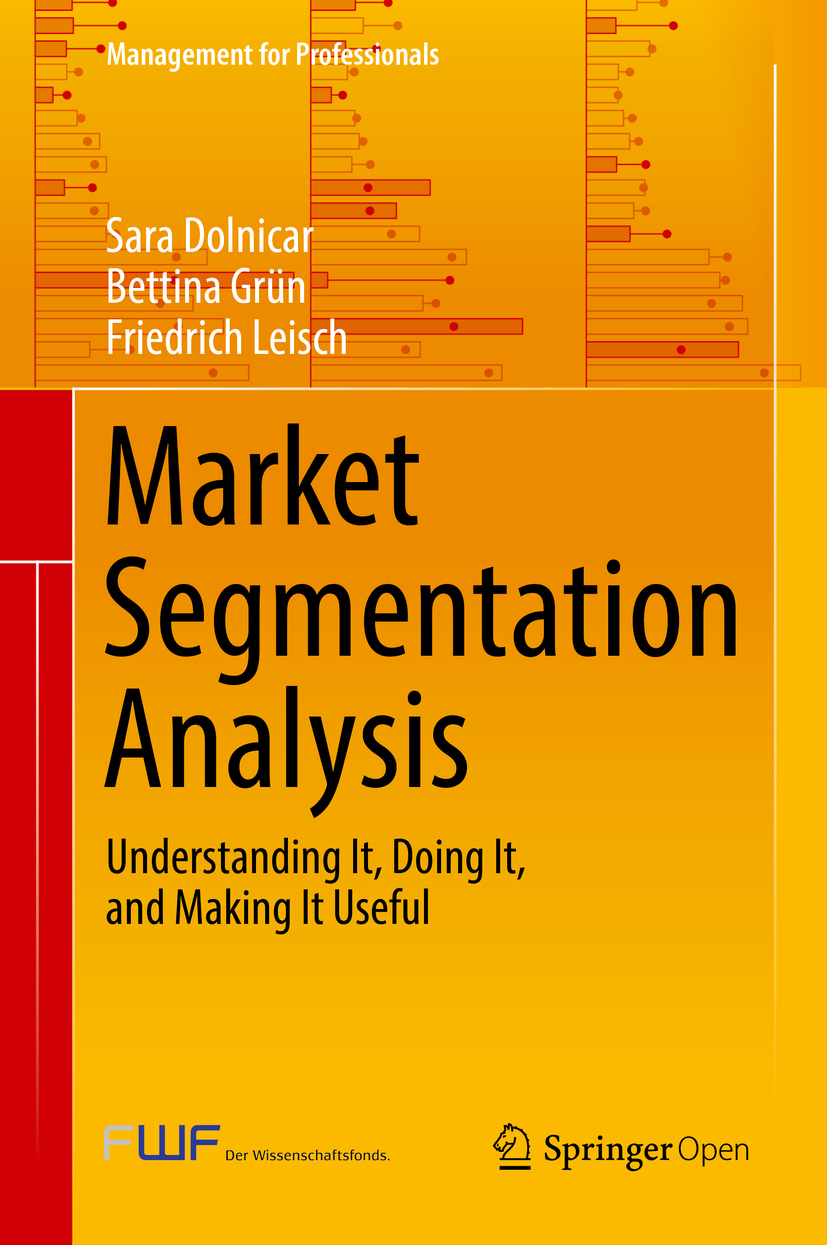 Management for Professionals
Sara Dolnicar
Bettina Grün
Friedrich Leisch
Market
Segmentation
Analysis
Understanding It, Doing It,
and Making It Useful
FWF Der Wissenschaftsfonds.
Springer Open